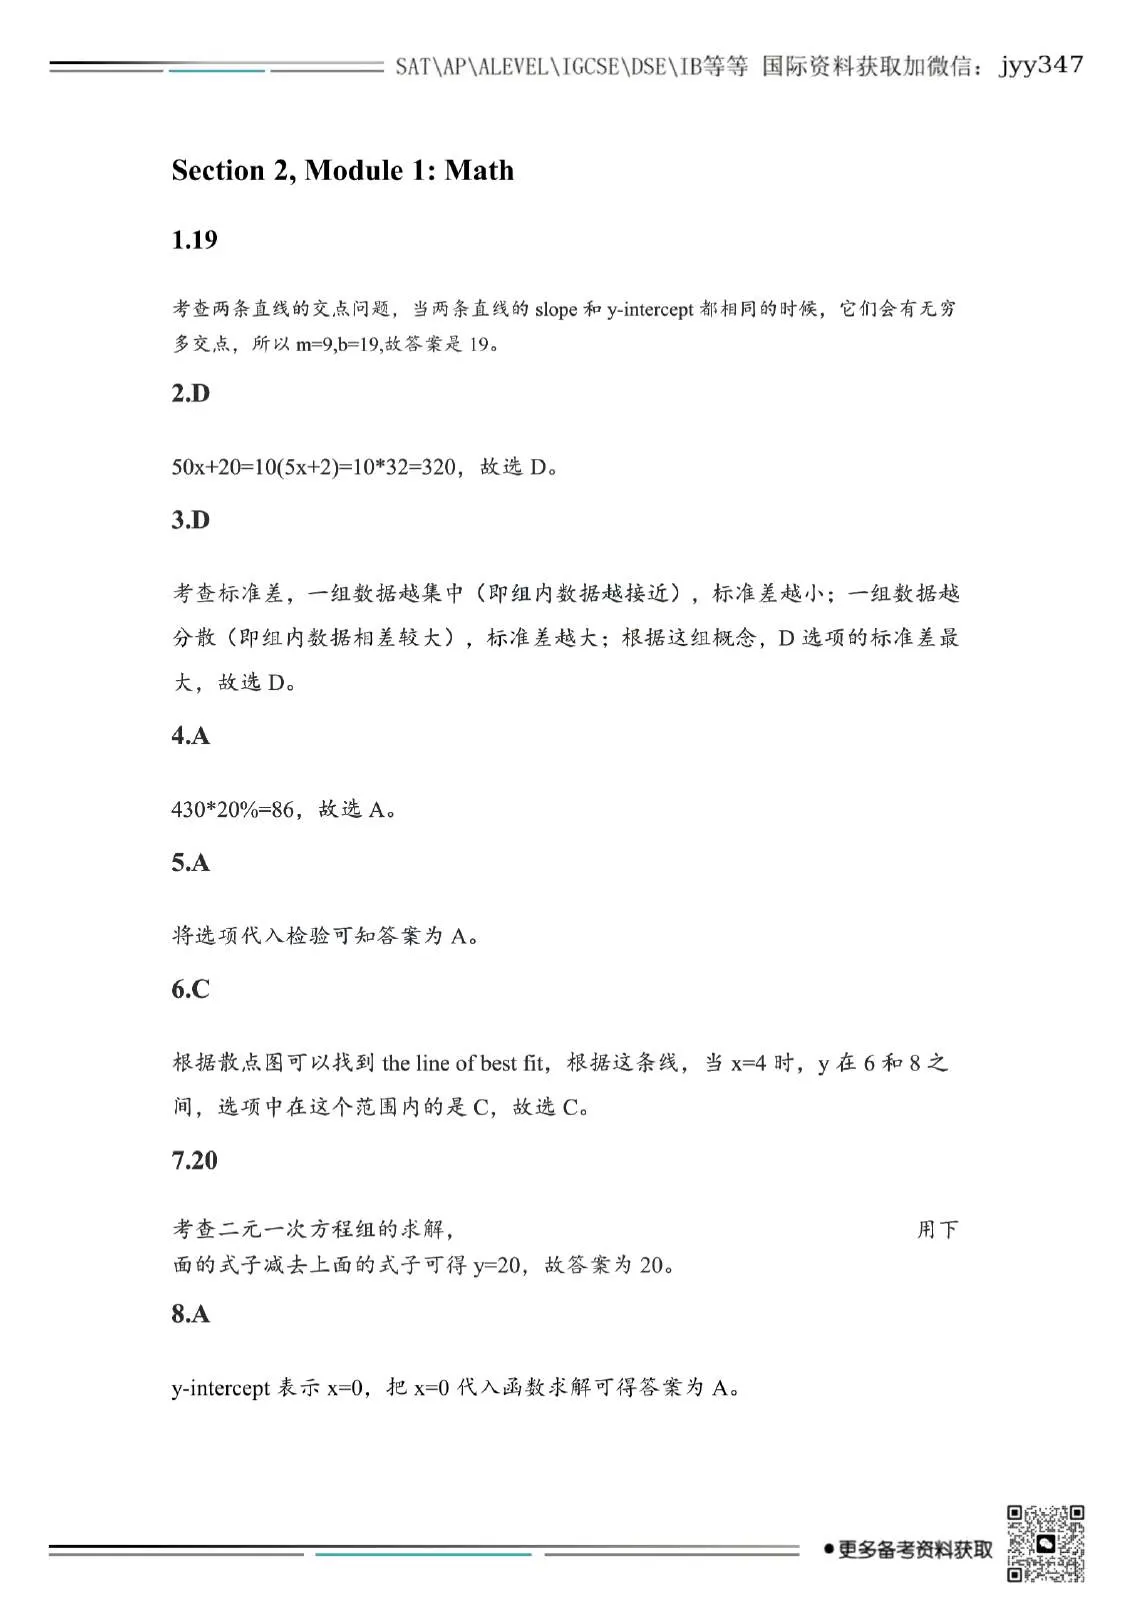 SAT\AP\ALEVEL\IGCSE\DSE\IB等等 国际资料获取加微信：jyy347
Section 2, Module 1: Math
1.19
考查两条直线的交点问题，当两条直线的 slope 和 y-intercept 都相同的时候，它们会有无穷
多交点，所以 m=9,b=19,故答案是 19。
2.D
50x+20=10(5x+2)=10*32=320，故选 D。
3.D
考查标准差，一组数据越集中（即组内数据越接近），标准差越小；一组数据越
分散（即组内数据相差较大），标准差越大；根据这组概念，D 选项的标准差最
大，故选 D。
4.A
430*20%=86，故选 A。
5.A
将选项代入检验可知答案为 A。
6.C
根据散点图可以找到 the line of best fit，根据这条线，当 x=4 时，y 在 6 和 8 之
间，选项中在这个范围内的是 C，故选 C。
7.20
考查二元一次方程组的求解， 用下
面的式子减去上面的式子可得 y=20，故答案为 20。
8.A
y-intercept 表示 x=0，把 x=0 代入函数求解可得答案为 A。
●更多备考资料获取